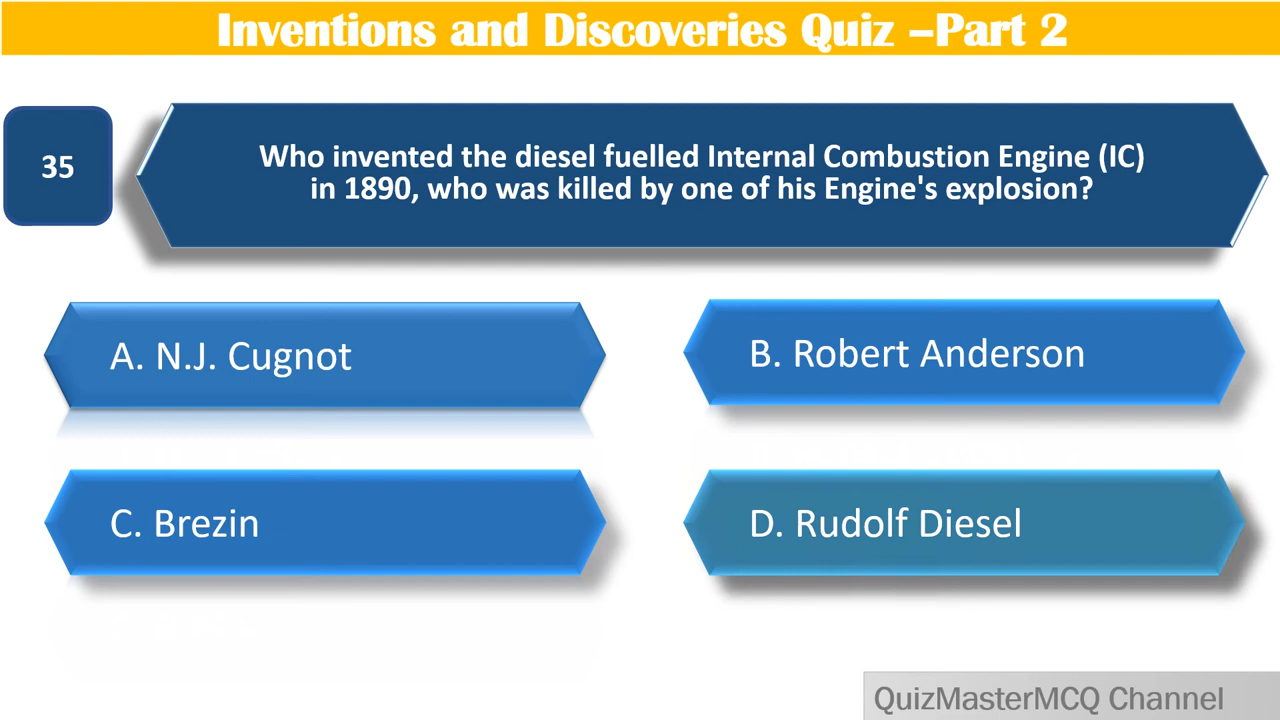 Inventions and Discoveries Quiz –Part 2
35
Who invented the diesel fuelled Internal Combustion Engine (IC)
in 1890, who was killed by one of his Engine's explosion?
A. N.J. Cugnot
B. Robert Anderson
C. Brezin
D. Rudolf Diesel
QuizMasterMCQ Channel